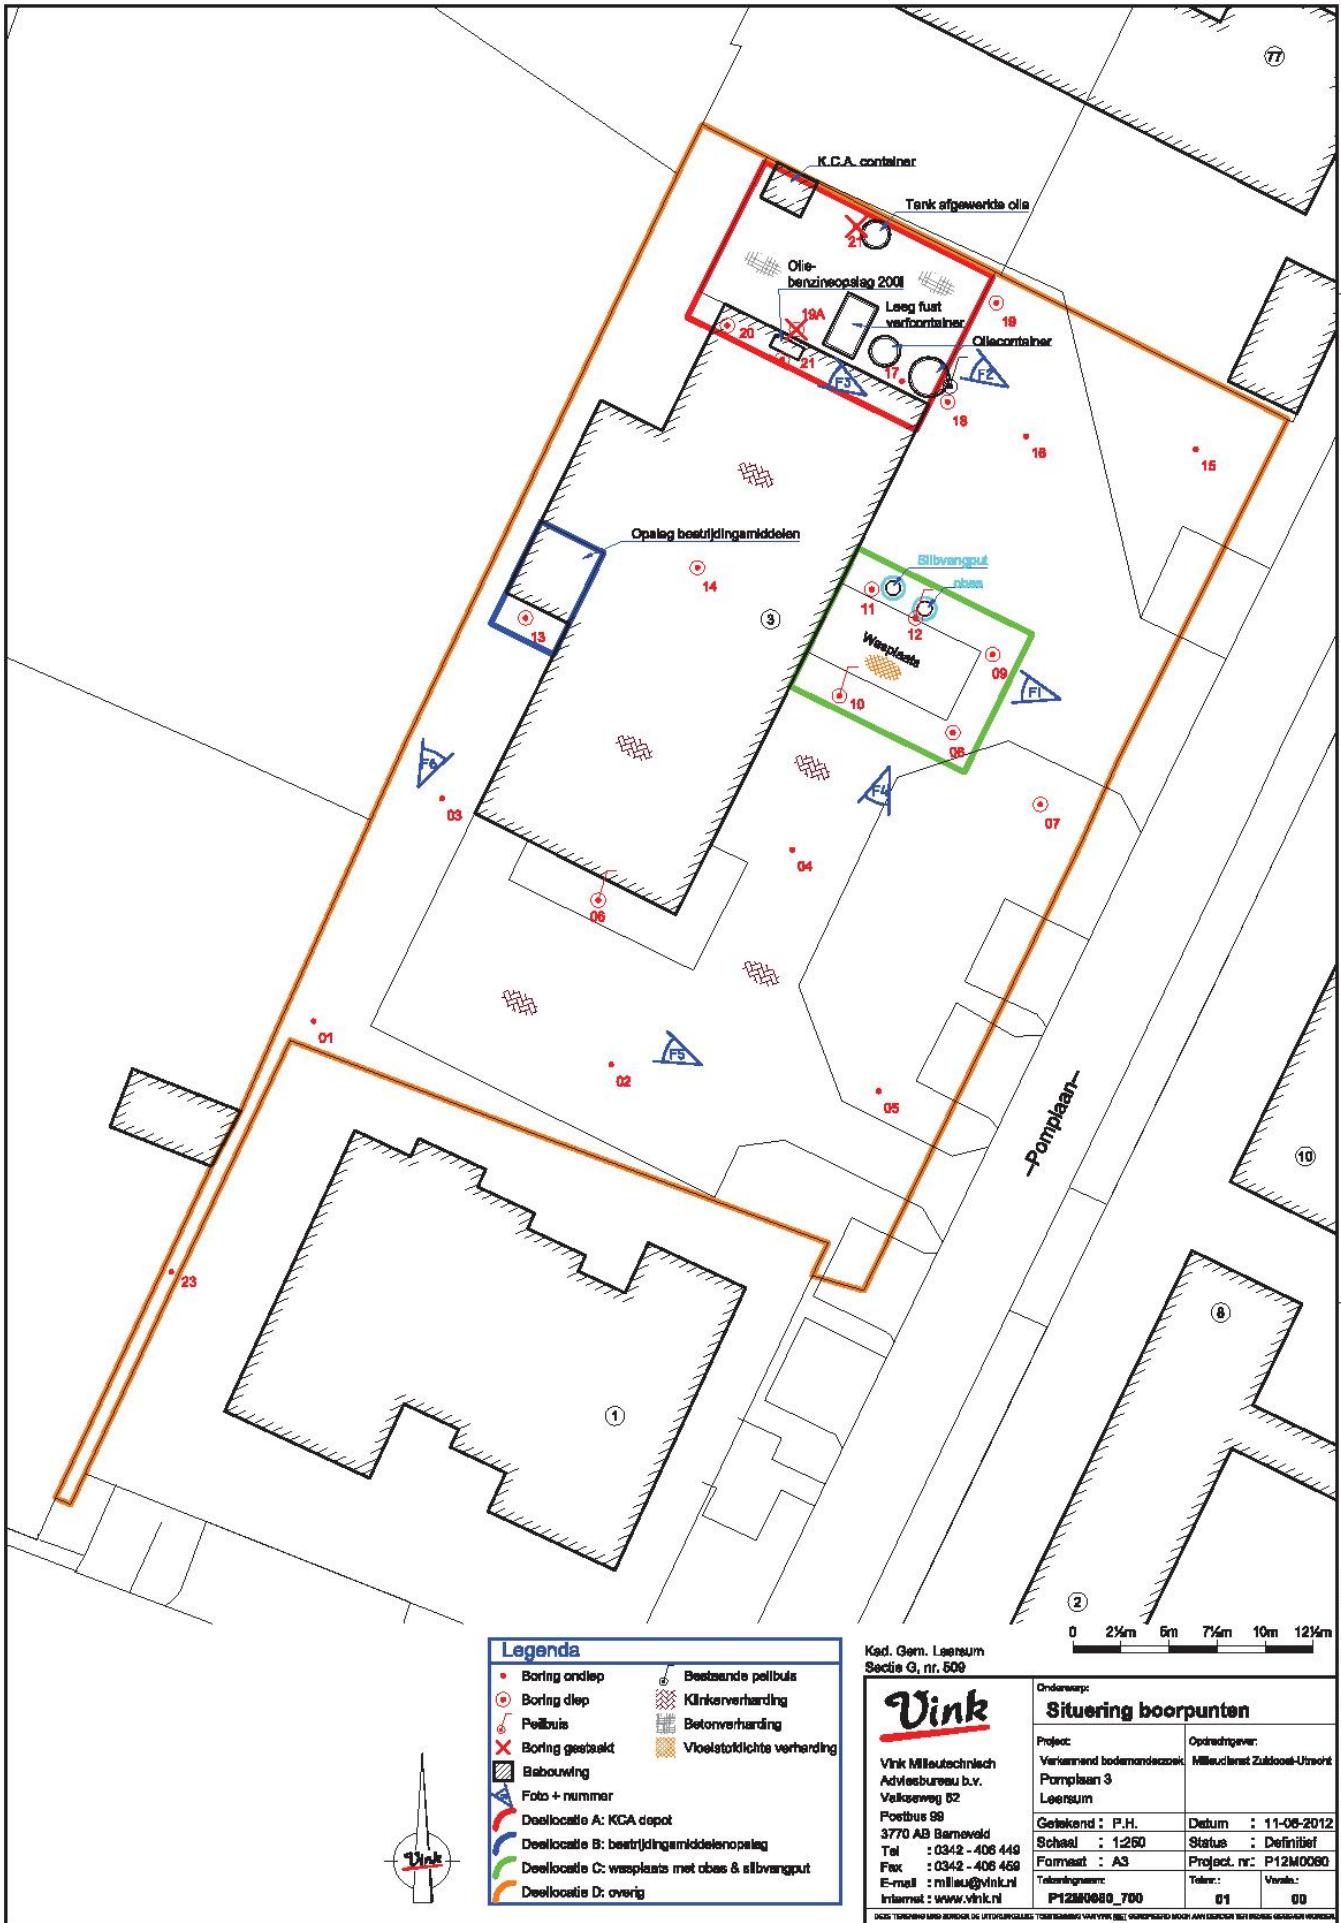 77
K.C.A. container
Tank afgewerkte olie
21
Olie-
benzineopslag 200l
Leeg fust
verfcontainer
19A
19
20
21
Oliecontainer
17
F3
F2
18
16
15
Opslag bestrijdingsmiddelen
14
13
3
Slibvangput
obas
11
12
Wasplaats
09
10
08
F1
F6
03
F4
07
04
06
01
02
F5
05
-Pomplaan-
10
23
8
1
2
0 2½m 5m 7½m 10m 12½m
Legenda
Boring ondiep
Boring diep
Peilbuis
Boring gestaakt
Bebouwing
Foto + nummer
Bestaande peilbuis
Klinkerverharding
Betonverharding
Vloeistofdichte verharding
Deellocatie A: KCA depot
Deellocatie B: bestrijdingsmiddelenopslag
Deellocatie C: wasplaats met obas & slibvangput
Deellocatie D: overig
Vink
Kad. Gem. Leersum
Sectie G, nr. 509
Vink
Vink Milieutechnisch
Adviesbureau b.v.
Valkseweg 62
Postbus 99
3770 AB Barneveld
Tel : 0342 - 406 449
Fax : 0342 - 406 459
E-mail : milieu@vink.nl
Internet : www.vink.nl
Onderwerp:
Situering boorpunten
Project:
Verkennend bodemonderzoek
Pomplaan 3
Leersum
Opdrachtgever:
Milieudienst Zuidoost-Utrecht
Getekend : P.H.
Datum : 11-06-2012
Schaal : 1:250
Status : Definitief
Formaat : A3
Project. nr: P12M0080
Tekeningnaam:
P12M0080_700
Teknr.:
01
Versie.:
00